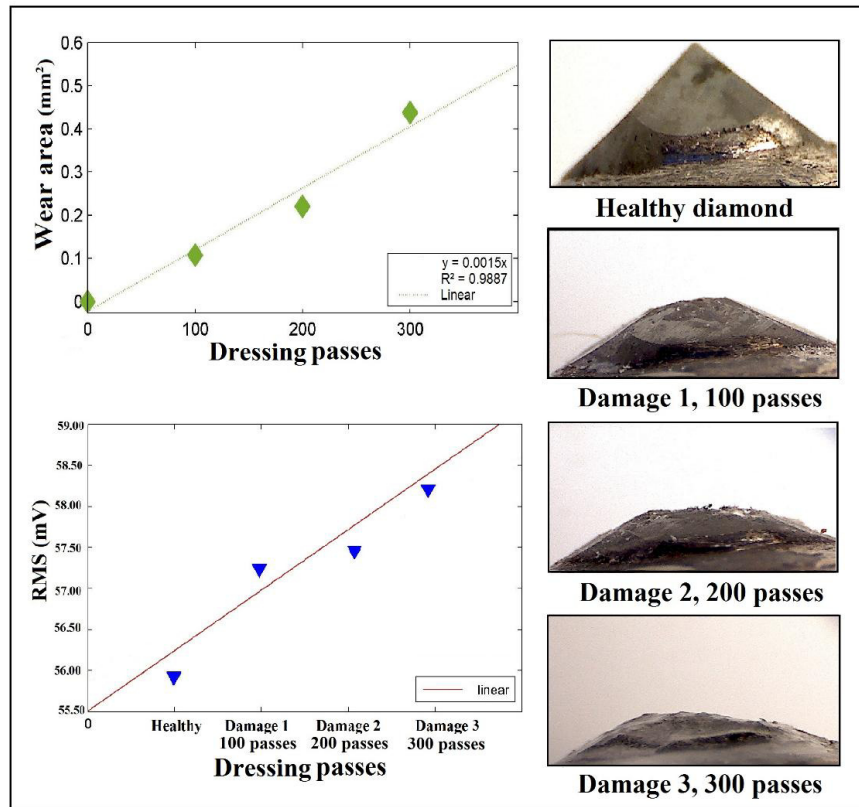 0.6
0.5
0.4
0.3
0.2
0.1
0
Wear area (mm²)
0 100 200 300
Dressing passes
y = 0.0015x
R² = 0.9887
Linear
59.00
58.50
58.00
57.50
57.00
56.50
56.00
55.50
RMS (mV)
0 Healthy Damage 1 Damage 2 Damage 3
100 passes 200 passes 300 passes
Dressing passes
linear
Healthy diamond
Damage 1, 100 passes
Damage 2, 200 passes
Damage 3, 300 passes